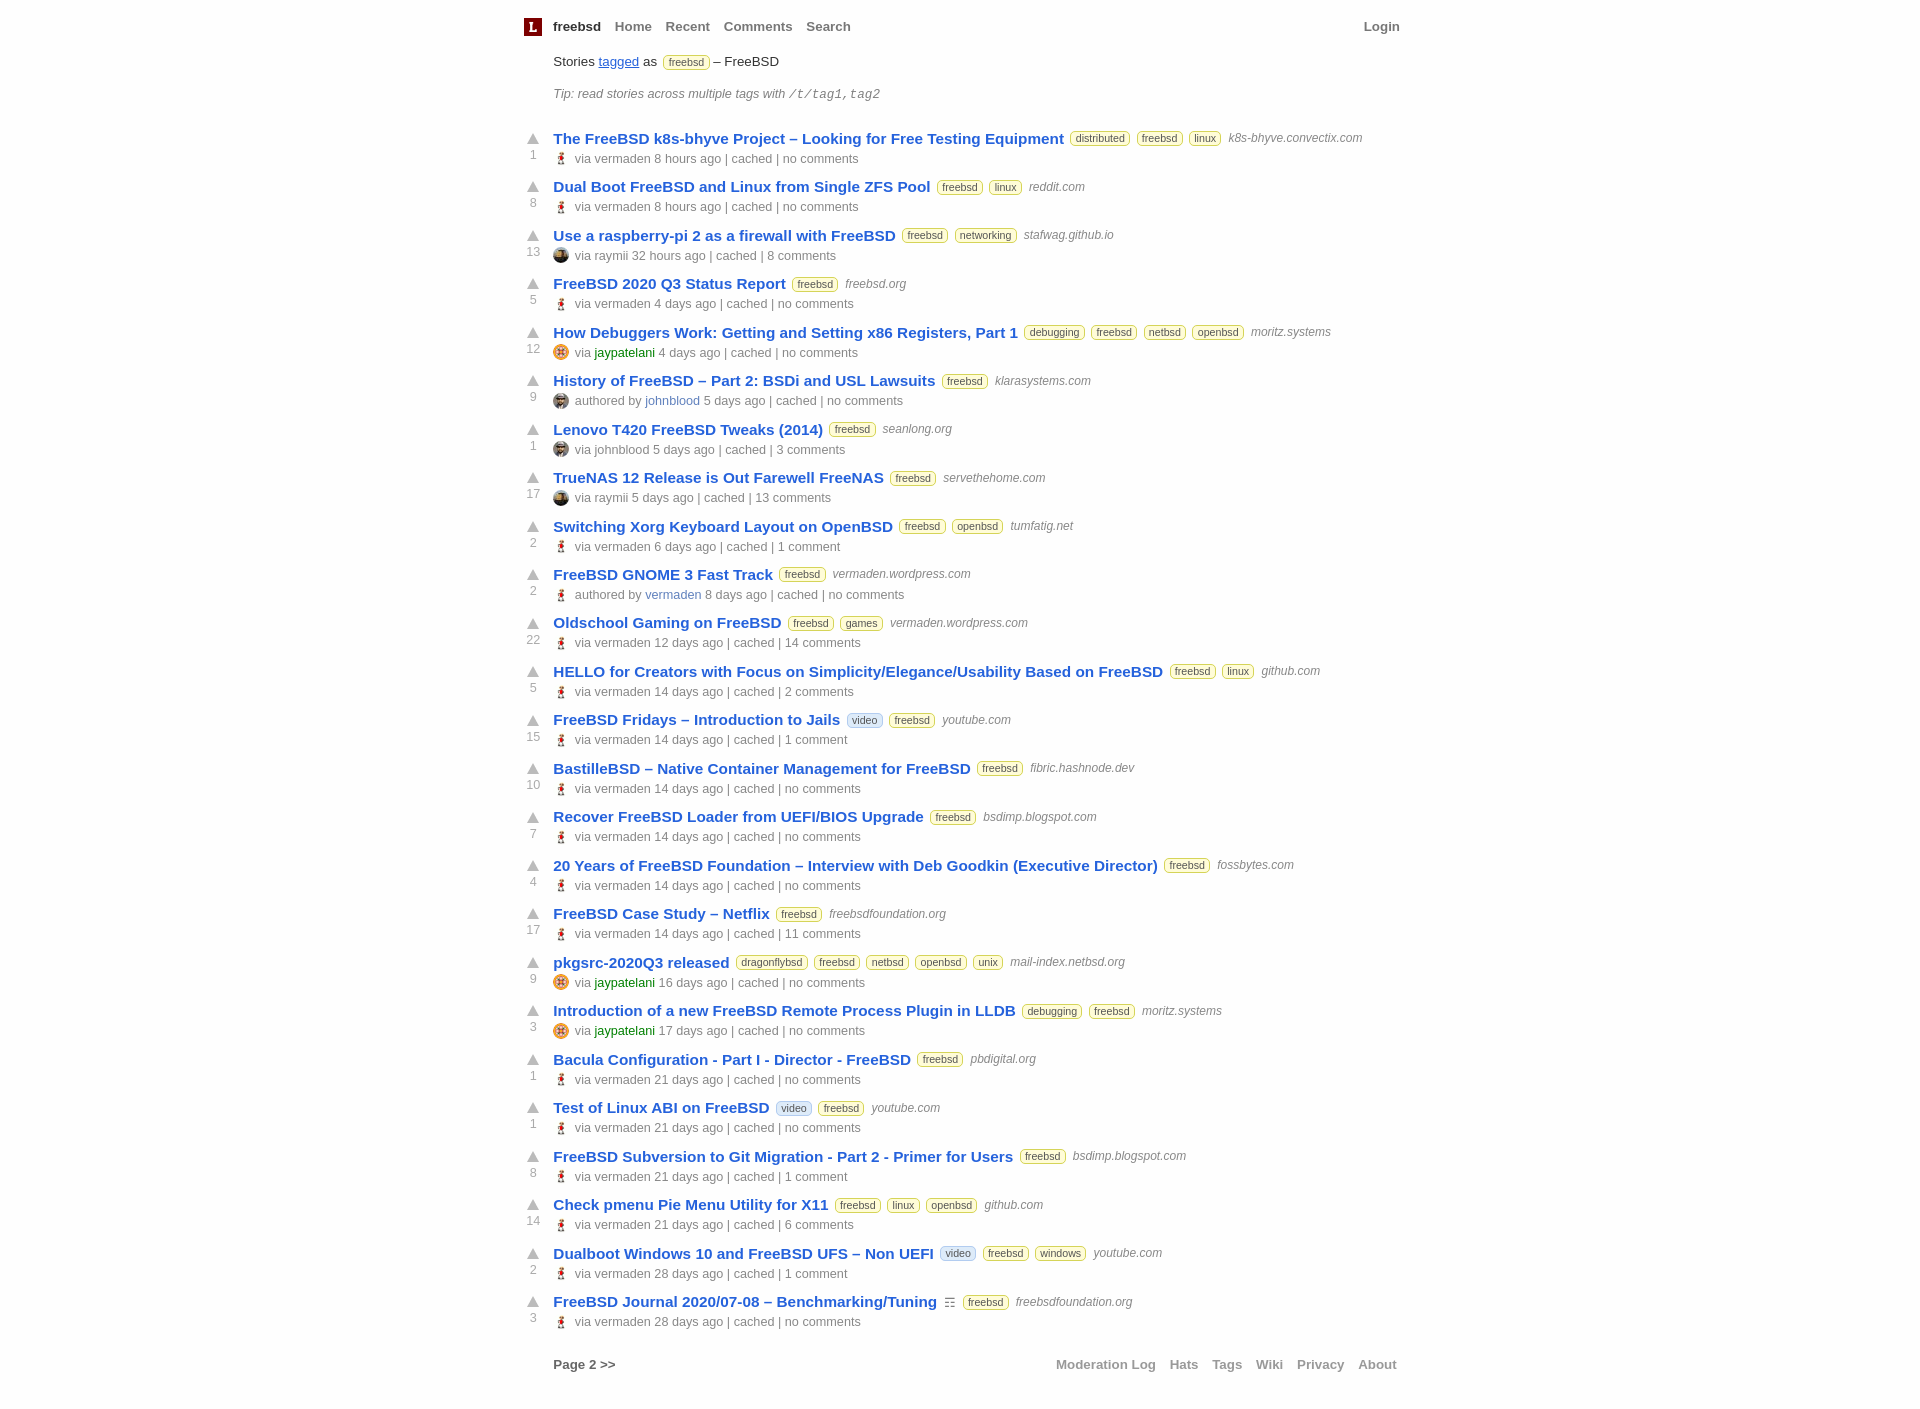 L freebsd Home Recent Comments Search Login
Stories tagged as freebsd – FreeBSD
Tip: read stories across multiple tags with /t/tag1,tag2
The FreeBSD k8s-bhyve Project – Looking for Free Testing Equipment distributed freebsd linux k8s-bhyve.convectix.com
1 via vermaden 8 hours ago | cached | no comments
Dual Boot FreeBSD and Linux from Single ZFS Pool freebsd linux reddit.com
8 via vermaden 8 hours ago | cached | no comments
Use a raspberry-pi 2 as a firewall with FreeBSD freebsd networking stafwag.github.io
13 via raymii 32 hours ago | cached | 8 comments
FreeBSD 2020 Q3 Status Report freebsd freebsd.org
5 via vermaden 4 days ago | cached | no comments
How Debuggers Work: Getting and Setting x86 Registers, Part 1 debugging freebsd netbsd openbsd moritz.systems
12 via jaypatelani 4 days ago | cached | no comments
History of FreeBSD – Part 2: BSDi and USL Lawsuits freebsd klarasystems.com
9 authored by johnblood 5 days ago | cached | no comments
Lenovo T420 FreeBSD Tweaks (2014) freebsd seanlong.org
1 via johnblood 5 days ago | cached | 3 comments
TrueNAS 12 Release is Out Farewell FreeNAS freebsd servethehome.com
17 via raymii 5 days ago | cached | 13 comments
Switching Xorg Keyboard Layout on OpenBSD freebsd openbsd tumfatig.net
2 via vermaden 6 days ago | cached | 1 comment
FreeBSD GNOME 3 Fast Track freebsd vermaden.wordpress.com
2 authored by vermaden 8 days ago | cached | no comments
Oldschool Gaming on FreeBSD freebsd games vermaden.wordpress.com
22 via vermaden 12 days ago | cached | 14 comments
HELLO for Creators with Focus on Simplicity/Elegance/Usability Based on FreeBSD freebsd linux github.com
5 via vermaden 14 days ago | cached | 2 comments
FreeBSD Fridays – Introduction to Jails video freebsd youtube.com
15 via vermaden 14 days ago | cached | 1 comment
BastilleBSD – Native Container Management for FreeBSD freebsd fibric.hashnode.dev
10 via vermaden 14 days ago | cached | no comments
Recover FreeBSD Loader from UEFI/BIOS Upgrade freebsd bsdimp.blogspot.com
7 via vermaden 14 days ago | cached | no comments
20 Years of FreeBSD Foundation – Interview with Deb Goodkin (Executive Director) freebsd fossbytes.com
4 via vermaden 14 days ago | cached | no comments
FreeBSD Case Study – Netflix freebsd freebsdfoundation.org
17 via vermaden 14 days ago | cached | 11 comments
pkgsrc-2020Q3 released dragonflybsd freebsd netbsd openbsd unix mail-index.netbsd.org
9 via jaypatelani 16 days ago | cached | no comments
Introduction of a new FreeBSD Remote Process Plugin in LLDB debugging freebsd moritz.systems
3 via jaypatelani 17 days ago | cached | no comments
Bacula Configuration - Part I - Director - FreeBSD freebsd pbdigital.org
1 via vermaden 21 days ago | cached | no comments
Test of Linux ABI on FreeBSD video freebsd youtube.com
1 via vermaden 21 days ago | cached | no comments
FreeBSD Subversion to Git Migration - Part 2 - Primer for Users freebsd bsdimp.blogspot.com
8 via vermaden 21 days ago | cached | 1 comment
Check pmenu Pie Menu Utility for X11 freebsd linux openbsd github.com
14 via vermaden 21 days ago | cached | 6 comments
Dualboot Windows 10 and FreeBSD UFS – Non UEFI video freebsd windows youtube.com
2 via vermaden 28 days ago | cached | 1 comment
FreeBSD Journal 2020/07-08 – Benchmarking/Tuning ☶ freebsd freebsdfoundation.org
3 via vermaden 28 days ago | cached | no comments
Page 2 >> Moderation Log Hats Tags Wiki Privacy About